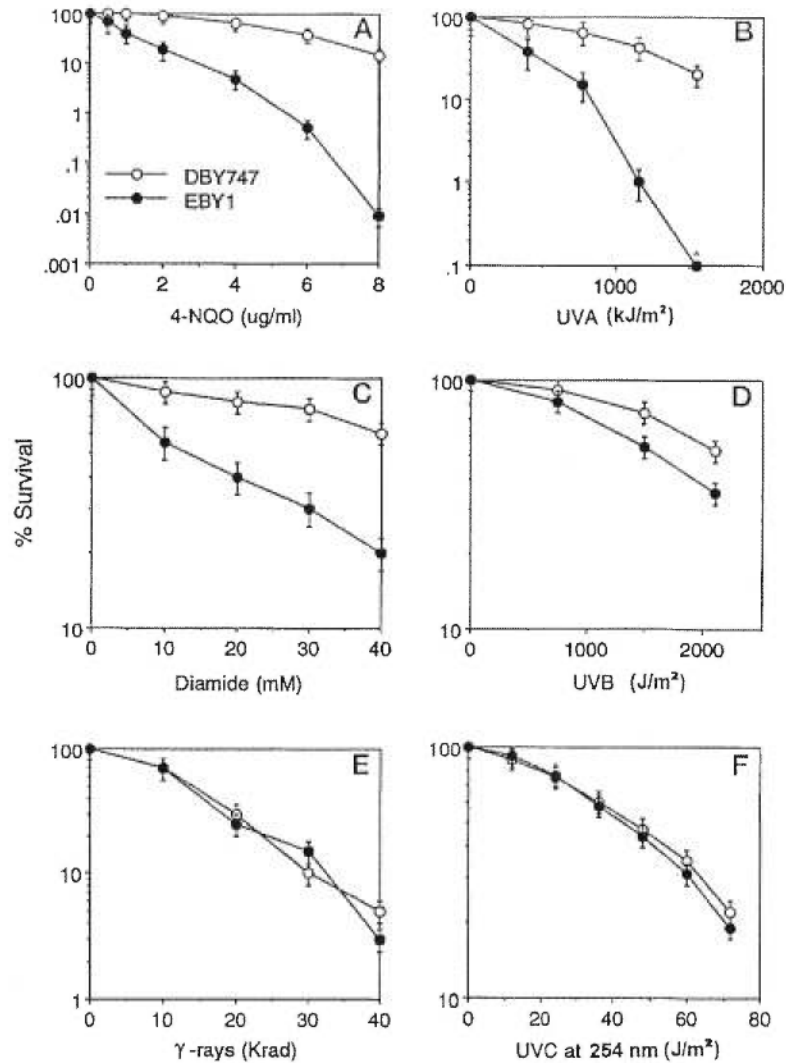 100
10
1
.1
.01
.001
A
DBY747
EBY1
0 2 4 6 8
4-NQO (ug/ml)
100
10
1
.1
B
0 1000 2000
UVA (kJ/m²)
% Survival
100
10
C
0 10 20 30 40
Diamide (mM)
100
10
D
0 1000 2000
UVB (J/m²)
100
10
1
E
0 10 20 30 40
γ-rays (Krad)
100
10
F
0 20 40 60 80
UVC at 254 nm (J/m²)